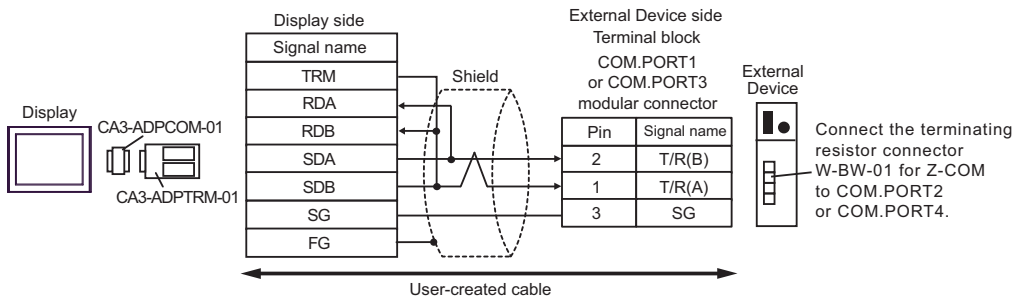 Display
CA3-ADPCOM-01
CA3-ADPTRM-01
Display side
Signal name
TRM
RDA
RDB
SDA
SDB
SG
FG
Shield
User-created cable
External Device side
Terminal block
COM.PORT1
or COM.PORT3
modular connector
Pin Signal name
2 T/R(B)
1 T/R(A)
3 SG
External
Device
Connect the terminating
resistor connector
W-BW-01 for Z-COM
to COM.PORT2
or COM.PORT4.